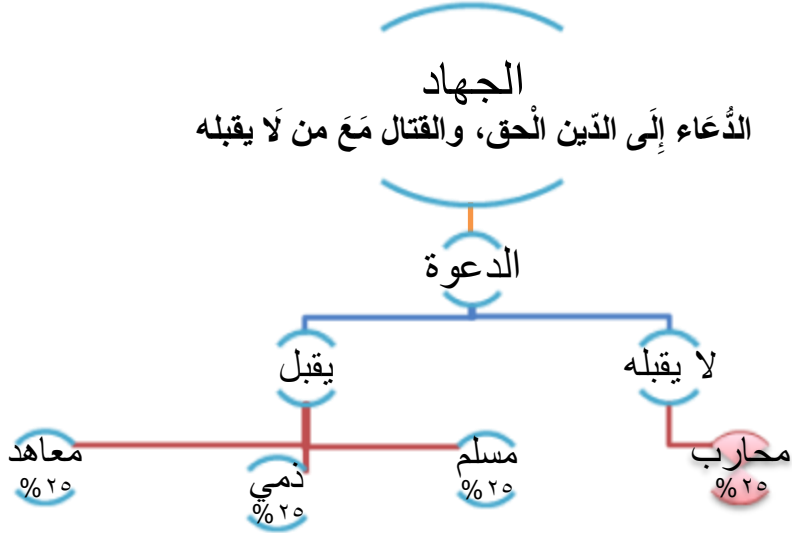 الجهاد
الدُّعَاء إِلَى الدّين الْحق، والقتال مَعَ من لَا يقبله
الدعوة
لا يقبله
يقبل
محارب
٢٥%
مسلم
٢٥%
ذمي
٢٥%
معاهد
٢٥%